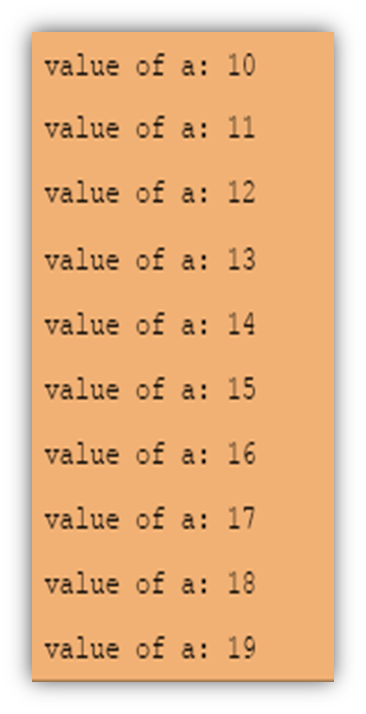 value of a: 10
value of a: 11
value of a: 12
value of a: 13
value of a: 14
value of a: 15
value of a: 16
value of a: 17
value of a: 18
value of a: 19